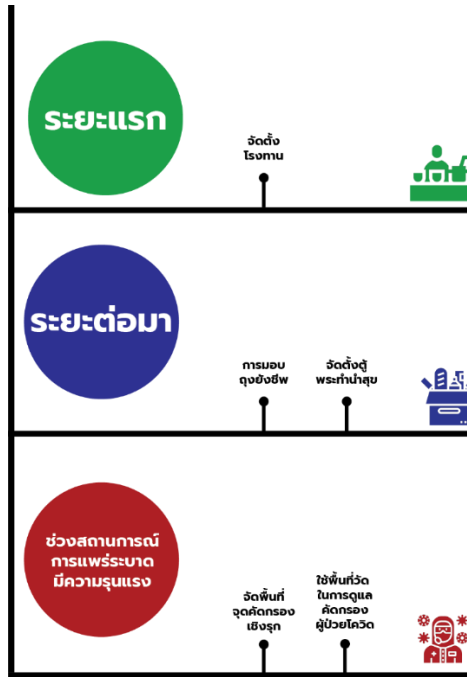 ระยะแรก
จัดตั้ง
โรงทาน
ระยะต่อมา
การมอบ
ถุงยังชีพ
จัดตั้งตู้
พระทำนำสุข
ช่วงสถานการณ์
การแพร่ระบาด
มีความรุนแรง
จัดพื้นที่
จุดคัดกรอง
เชิงรุก
ใช้พื้นที่วัด
ในการดูแล
คัดกรอง
ผู้ป่วยโควิด